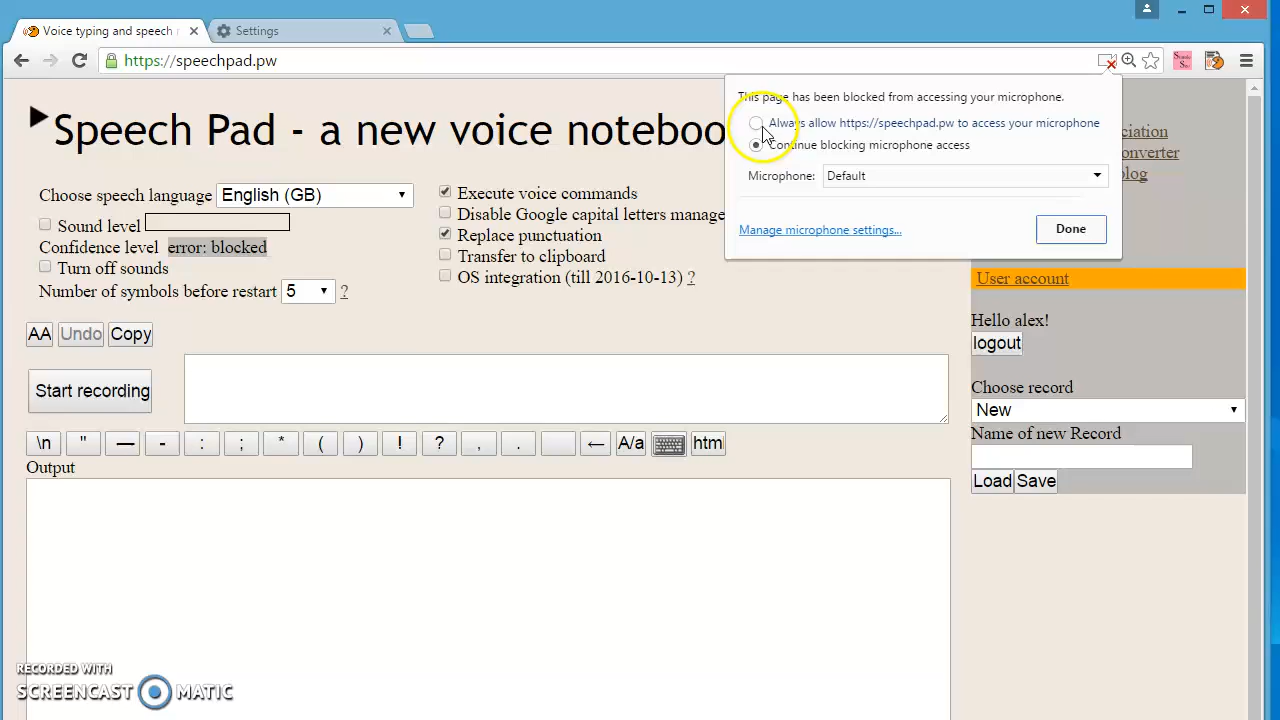 Voice typing and speech
Settings
https://speechpad.pw
This page has been blocked from accessing your microphone.
Always allow https://speechpad.pw to access your microphone
Continue blocking microphone access
Microphone: Default
Manage microphone settings...
Done
Speech Pad - a new voice noteboo
ciation
onverter
blog
Choose speech language English (GB)
Sound level
Confidence level error: blocked
Turn off sounds
Number of symbols before restart 5 ?
Execute voice commands
Disable Google capital letters manage
Replace punctuation
Transfer to clipboard
OS integration (till 2016-10-13) ?
User account
Hello alex!
logout
Choose record
New
Name of new Record
Load Save
AA Undo Copy
Start recording
\n " — - : ; * ( ) ! ? , . ← A/a html
Output
RECORDED WITH
SCREENCAST MATIC